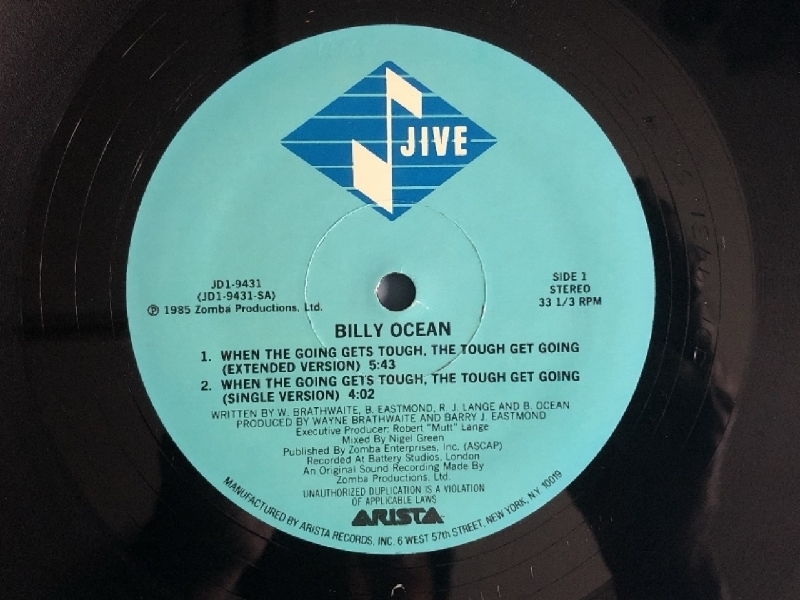 JIVE
JD1-9431
(JD1-9431-SA)
℗ 1985 Zomba Productions, Ltd.
SIDE 1
STEREO
33 1/3 RPM
BILLY OCEAN
1. WHEN THE GOING GETS TOUGH, THE TOUGH GET GOING
(EXTENDED VERSION) 5:43
2. WHEN THE GOING GETS TOUGH, THE TOUGH GET GOING
(SINGLE VERSION) 4:02
WRITTEN BY W. BRATHWAITE, B. EASTMOND, R. J. LANGE AND B. OCEAN
PRODUCED BY WAYNE BRATHWAITE AND BARRY J. EASTMOND
Executive Producer: Robert "Mutt" Lange
Mixed By Nigel Green
Published By Zomba Enterprises, Inc. (ASCAP)
Recorded At Battery Studios, London
An Original Sound Recording Made By
Zomba Productions, Ltd.
UNAUTHORIZED DUPLICATION IS A VIOLATION
OF APPLICABLE LAWS
ARISTA
MANUFACTURED BY ARISTA RECORDS, INC. 6 WEST 57th STREET, NEW YORK, N.Y. 10019